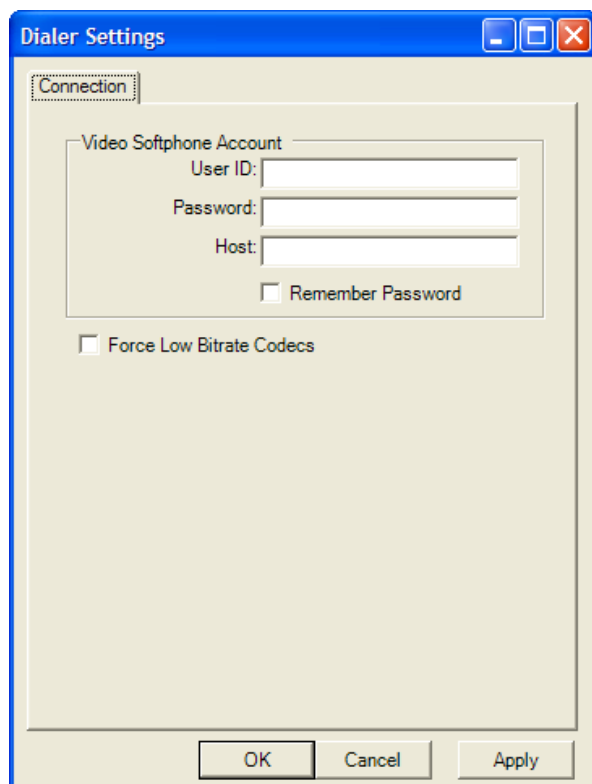 Dialer Settings
Connection
Video Softphone Account
User ID:
Password:
Host:
Remember Password
Force Low Bitrate Codecs
OK Cancel Apply